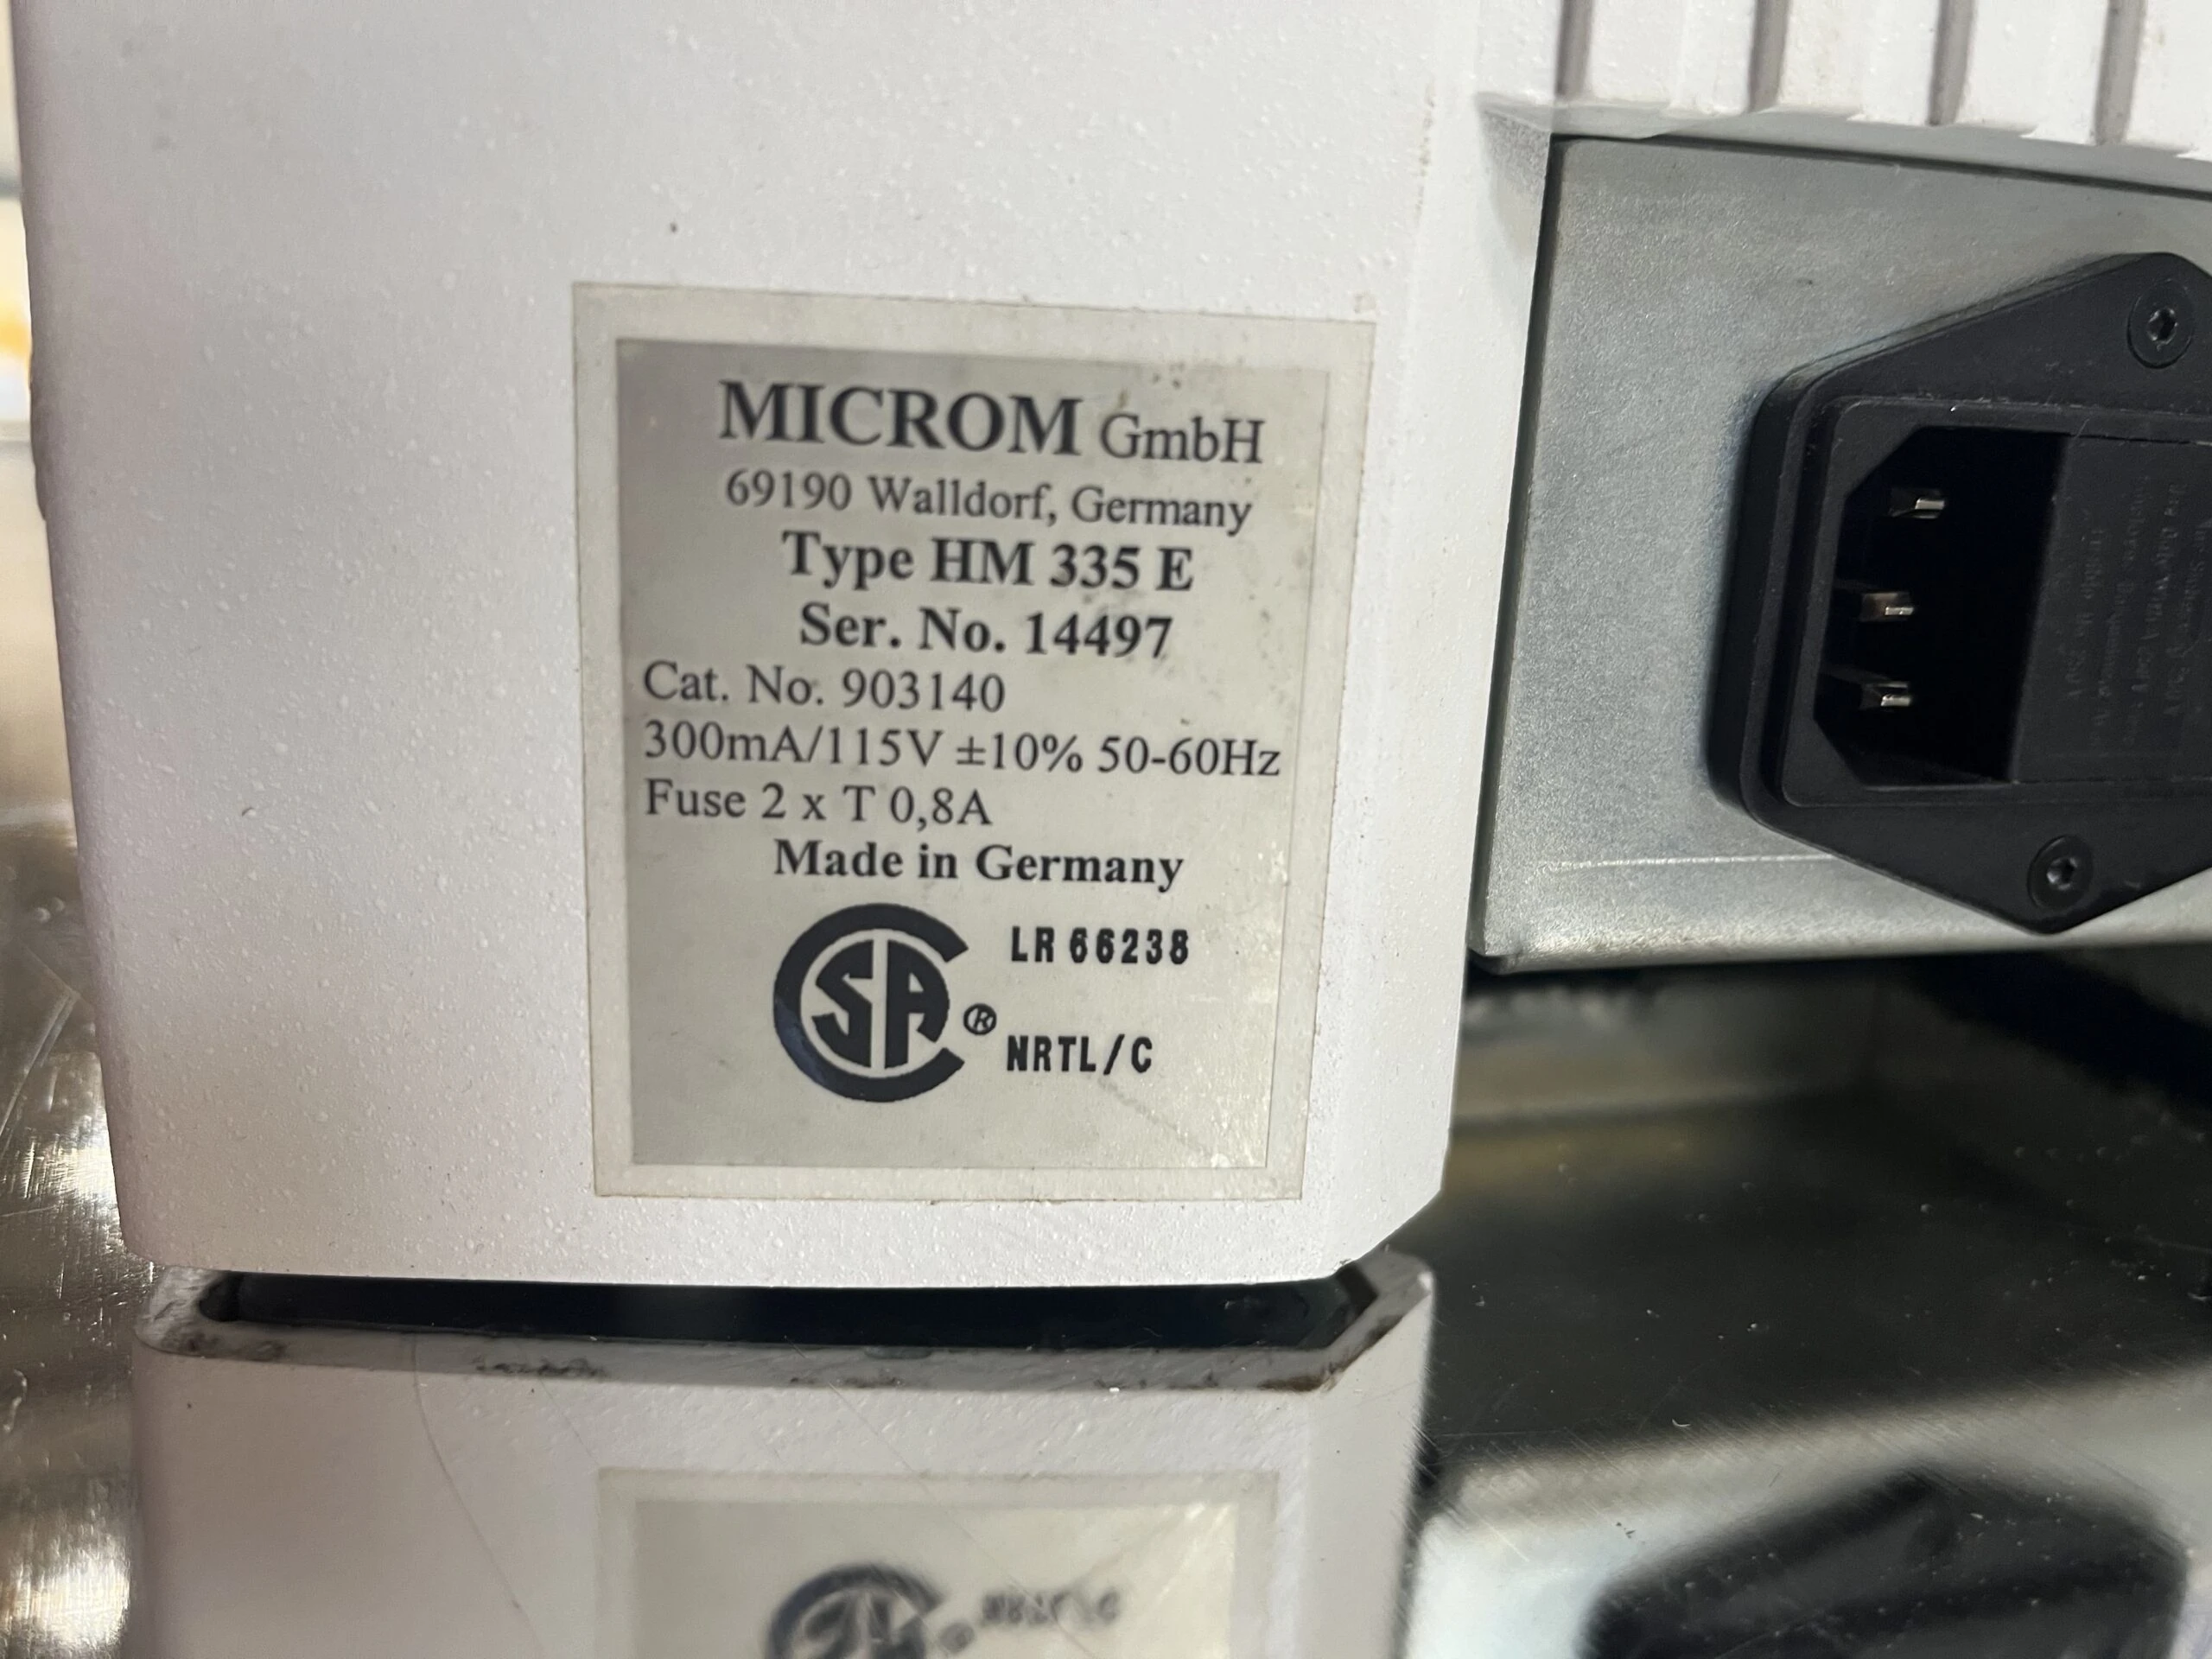 MICROM GmbH
69190 Walldorf, Germany
Type HM 335 E
Ser. No. 14497
Cat. No. 903140
300mA/115V ±10% 50-60Hz
Fuse 2 x T 0,8A
Made in Germany
LR 66238
SA ®
NRTL/C